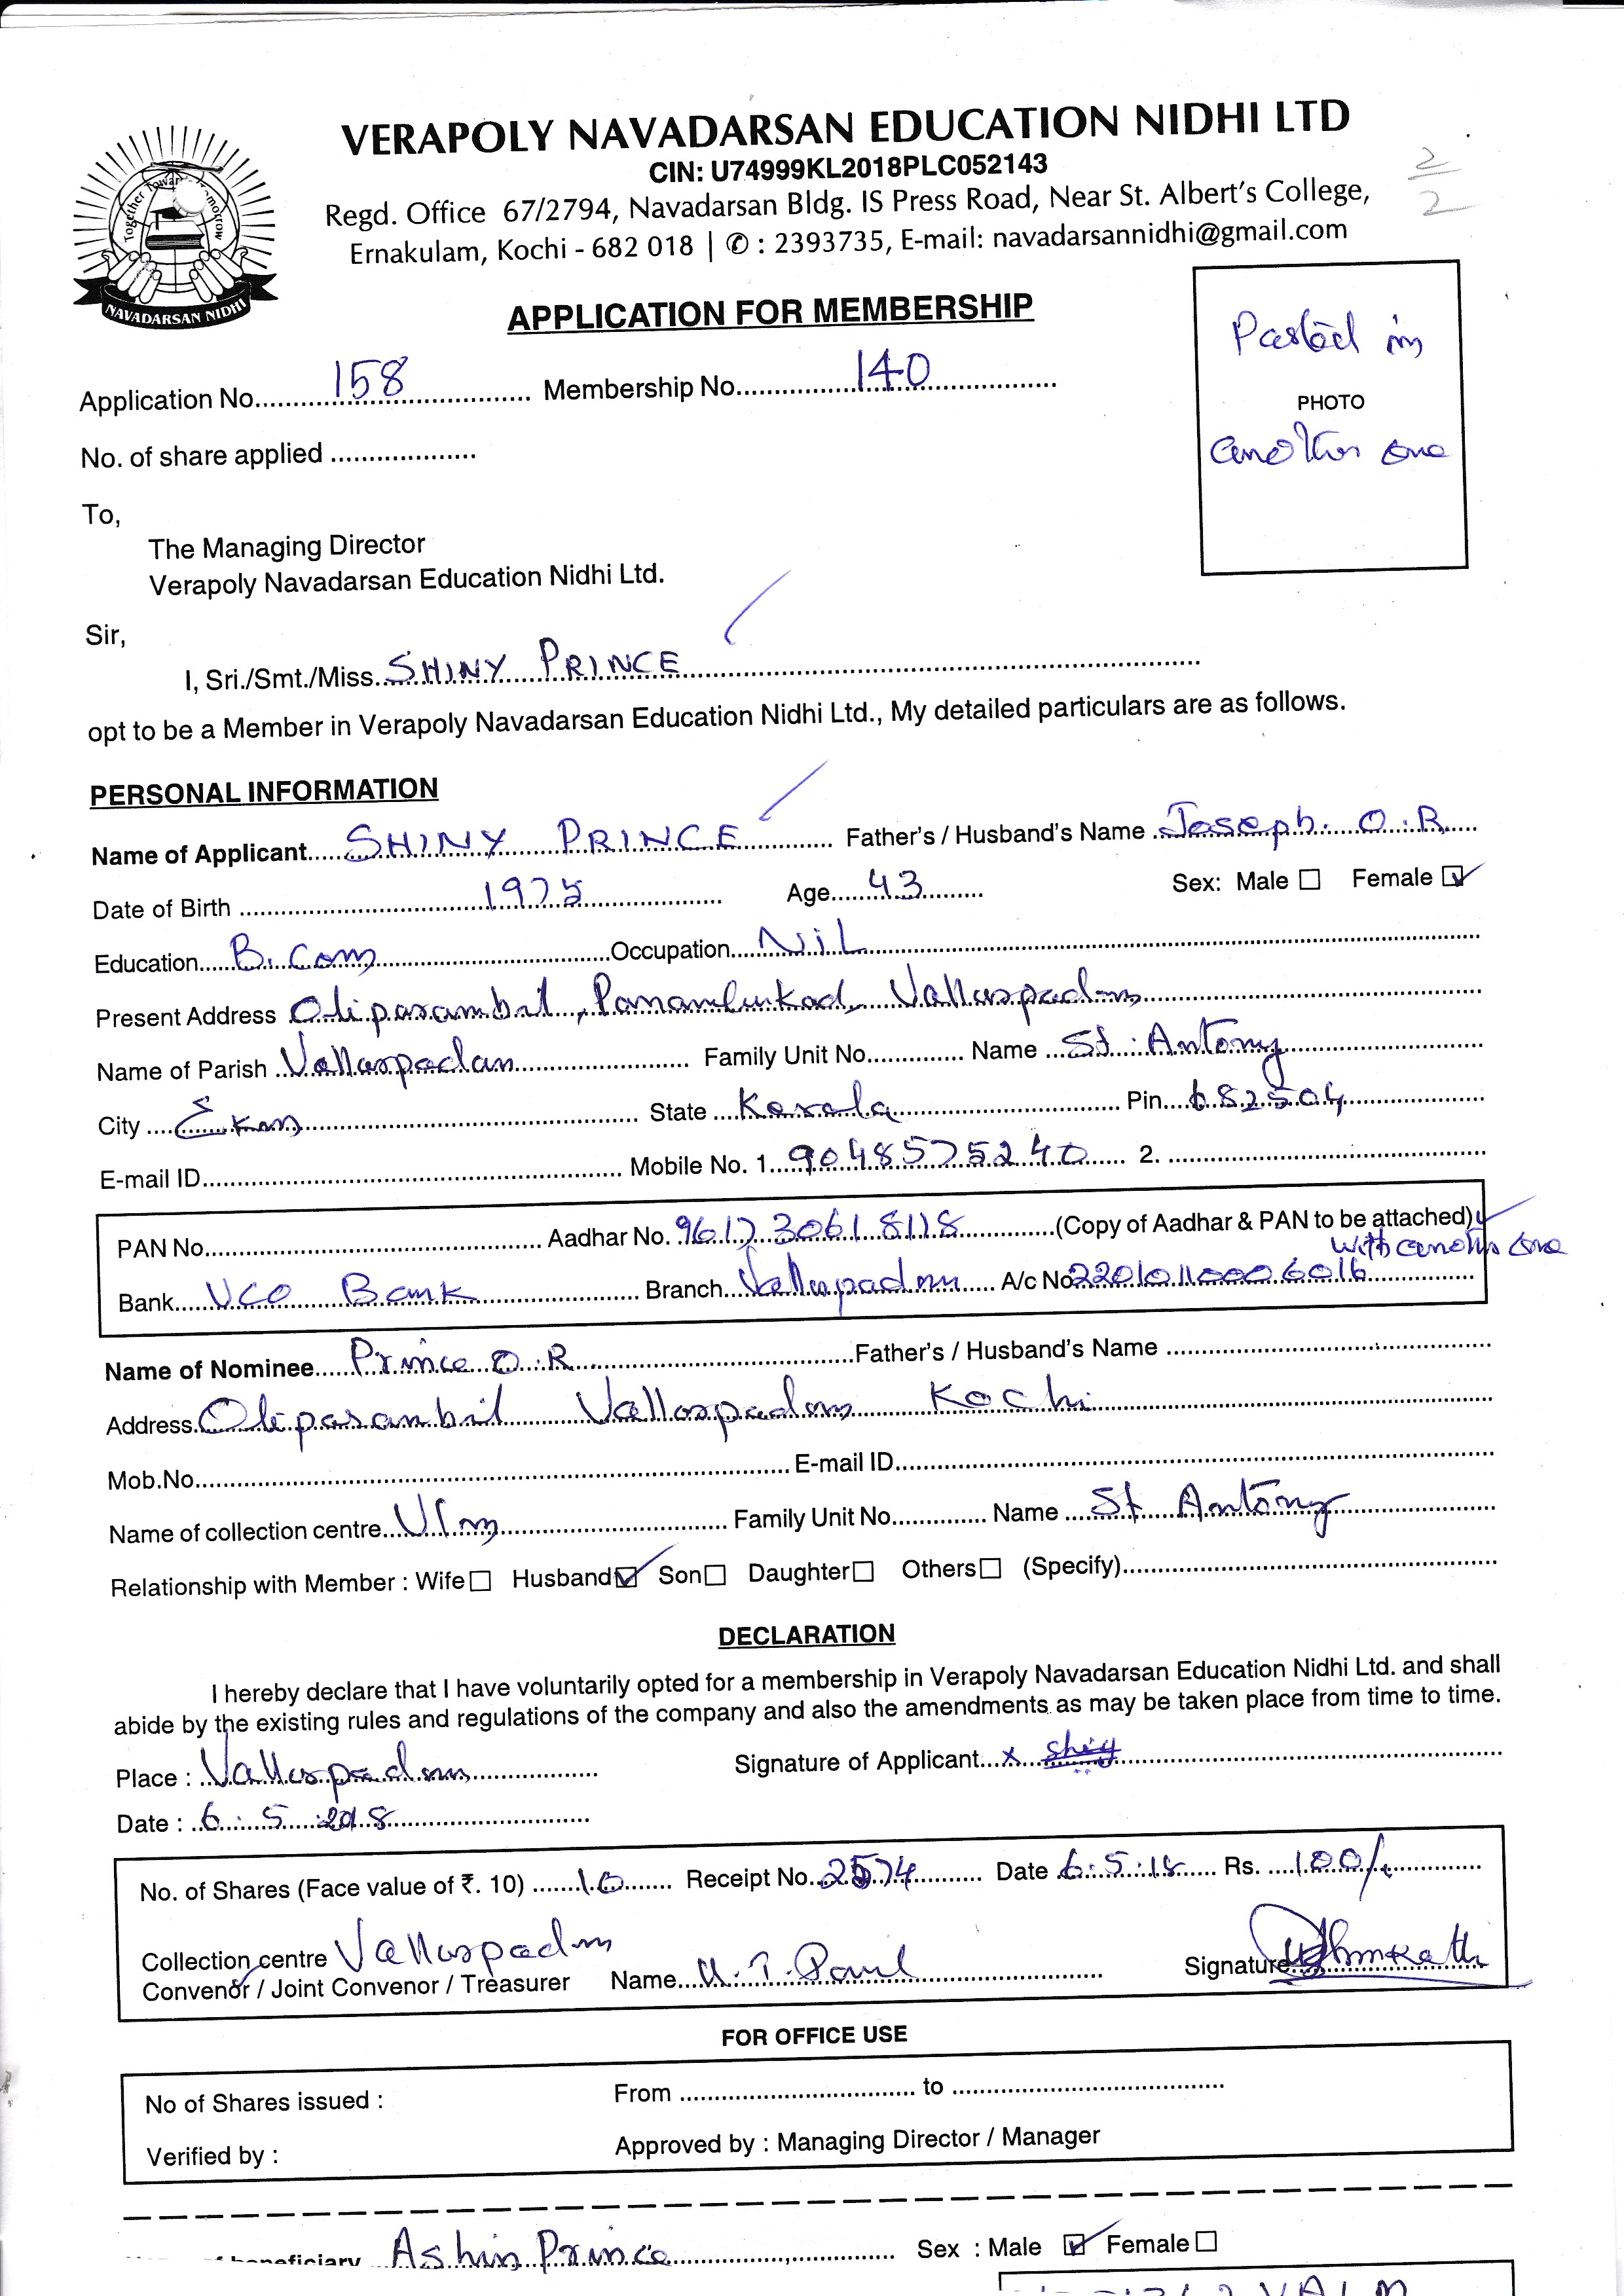 VERAPOLY NAVADARSAN EDUCATION NIDHI LTD
CIN: U74999KL2018PLC052143
Regd. Office 67/2794, Navadarsan Bldg. IS Press Road, Near St. Albert's College,
Ernakulam, Kochi - 682 018 | ✆ : 2393735, E-mail: navadarsannidhi@gmail.com
2/2
Together Towards Tomorrow
NAVADARSAN NIDHI
APPLICATION FOR MEMBERSHIP
Pasted in
PHOTO
another one
Application No. 158 Membership No. 140
No. of share applied
To,
The Managing Director
Verapoly Navadarsan Education Nidhi Ltd.
Sir,
I, Sri./Smt./Miss. SHINY PRINCE
opt to be a Member in Verapoly Navadarsan Education Nidhi Ltd., My detailed particulars are as follows.
PERSONAL INFORMATION
Name of Applicant SHINY PRINCE Father's / Husband's Name Joseph. O.R
Date of Birth 1975 Age 43 Sex: Male ☐ Female ☑
Education B. Com Occupation NiL
Present Address Oliparambil, Panambukad, Vallarpadam
Name of Parish Vallarpadam Family Unit No. Name St. Antony
City Ekm State Kerala Pin 682504
E-mail ID Mobile No. 1. 9048575240 2.
PAN No. Aadhar No. 9617 3061 8118 (Copy of Aadhar & PAN to be attached)
with another one
Bank UCO Bank Branch Vallarpadam A/c No 22010110006016
Name of Nominee Prince O.R Father's / Husband's Name
Address Oliparambil Vallarpadam Kochi
Mob.No. E-mail ID
Name of collection centre Vlm Family Unit No. Name St. Antony
Relationship with Member : Wife ☐ Husband ☑ Son ☐ Daughter ☐ Others ☐ (Specify)
DECLARATION
I hereby declare that I have voluntarily opted for a membership in Verapoly Navadarsan Education Nidhi Ltd. and shall
abide by the existing rules and regulations of the company and also the amendments as may be taken place from time to time.
Place : Vallarpadam Signature of Applicant x Shiny
Date : 6.5.2018
No. of Shares (Face value of ₹. 10) 10 Receipt No. 2574 Date 6.5.18 Rs. 100/-
Collection centre Vallarpadam
Convenor / Joint Convenor / Treasurer Name U.T. Paul Signature
FOR OFFICE USE
No of Shares issued : From to
Verified by : Approved by : Managing Director / Manager
beneficiary Ashin Prince Sex : Male ☑ Female ☐